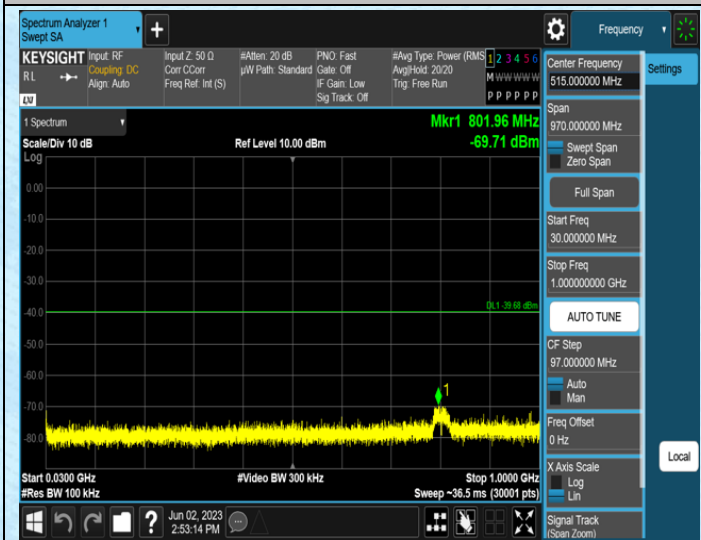 Spectrum Analyzer 1
Swept SA
+
Frequency
KEYSIGHT
R L
LXI
Input: RF
Coupling: DC
Align: Auto
Input Z: 50 Ω
Corr CCorr
Freq Ref: Int (S)
#Atten: 20 dB
µW Path: Standard
PNO: Fast
Gate: Off
IF Gain: Low
Sig Track: Off
#Avg Type: Power (RMS
Avg|Hold: 20/20
Trig: Free Run
1 2 3 4 5 6
M W W W W W
P P P P P P
1 Spectrum
Scale/Div 10 dB
Log
Ref Level 10.00 dBm
Mkr1 801.96 MHz
-69.71 dBm
0.00
-10.0
-20.0
-30.0
-40.0
-50.0
-60.0
-70.0
-80.0
DL1 -39.68 dBm
1
Start 0.0300 GHz
#Res BW 100 kHz
#Video BW 300 kHz
Stop 1.0000 GHz
Sweep ~36.5 ms (30001 pts)
?
Jun 02, 2023
2:53:14 PM
Center Frequency
515.000000 MHz
Span
970.000000 MHz
Swept Span
Zero Span
Full Span
Start Freq
30.000000 MHz
Stop Freq
1.000000000 GHz
AUTO TUNE
CF Step
97.000000 MHz
Auto
Man
Freq Offset
0 Hz
X Axis Scale
Log
Lin
Signal Track
(Span Zoom)
Settings
Local